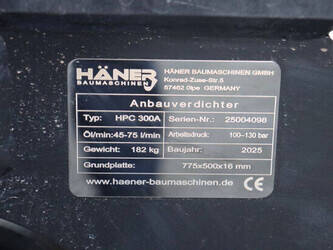 HÄNER
BAUMASCHINEN
HÄNER BAUMASCHINEN GMBH
Konrad-Zuse-Str.5
57462 Olpe GERMANY
Anbauverdichter
Typ: HPC 300A Serien-Nr.: 25004098
Öl/min:45-75 l/min Arbeitsdruck: 100-130 bar
Gewicht: 182 kg Baujahr: 2025
Grundplatte: 775x500x16 mm
www.haener-baumaschinen.de